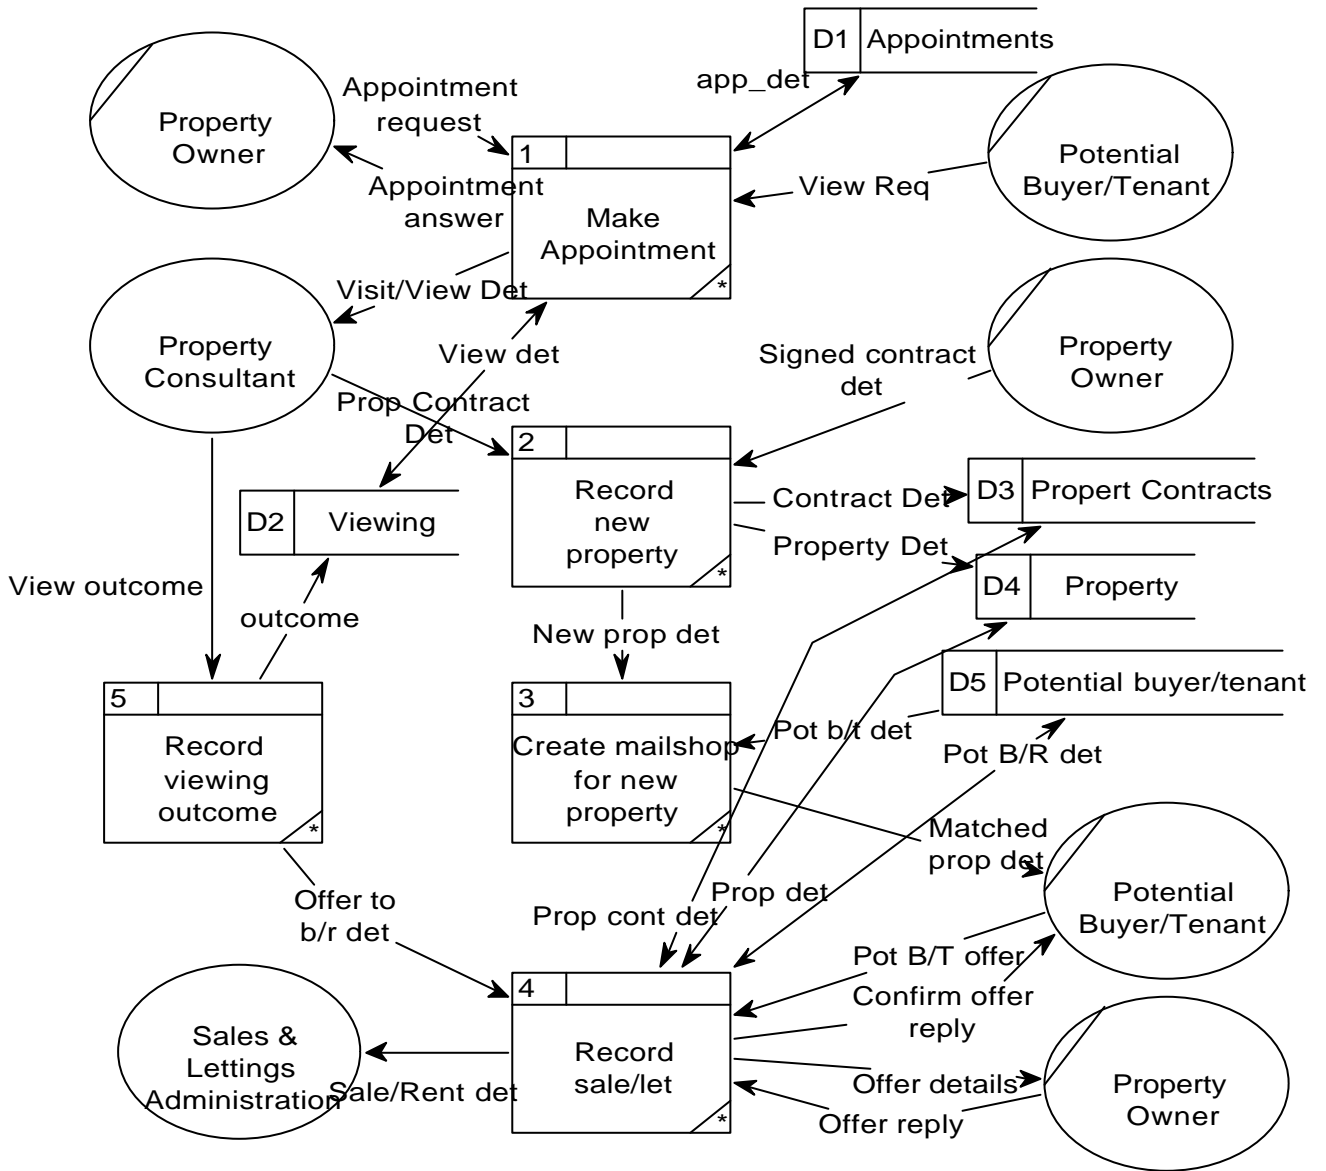 D1
Appointments
app_det
Appointment
request
Property
Owner
1
Potential
Buyer/Tenant
View Req
Appointment
answer
Make
Appointment
*
Visit/View Det
Property
Consultant
View det
Signed contract
det
Property
Owner
Prop Contract
Det
2
Record
new
property
*
Contract Det
D3
Propert Contracts
D2
Viewing
Property Det
D4
Property
View outcome
outcome
New prop det
D5
Potential buyer/tenant
5
Record
viewing
outcome
*
3
Create mailshop
for new
property
*
Pot b/t det
Pot B/R det
Matched
prop det
Potential
Buyer/Tenant
Offer to
b/r det
Prop cont det
Prop det
Pot B/T offer
Confirm offer
reply
4
Record
sale/let
*
Sales &
Lettings
Administration
Sale/Rent det
Offer details
Offer reply
Property
Owner